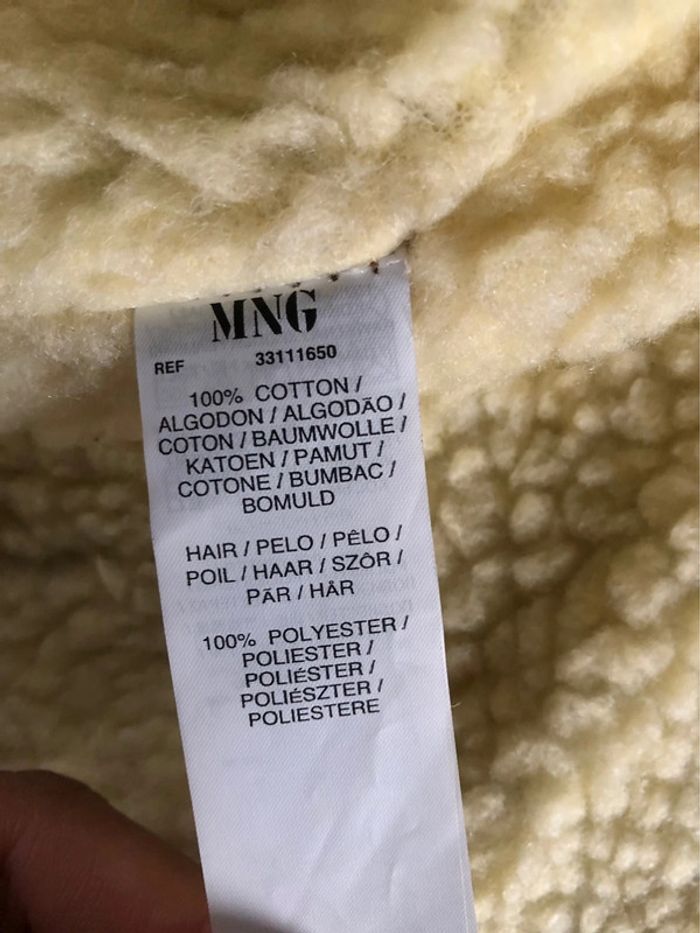 MNG
REF 33111650
100% COTTON /
ALGODON / ALGODÃO /
COTON / BAUMWOLLE /
KATOEN / PAMUT /
COTONE / BUMBAC /
BOMULD
HAIR / PELO / PÊLO /
POIL / HAAR / SZÔR /
PÃR / HÅR
100% POLYESTER /
POLIESTER /
POLIÉSTER /
POLIÉSZTER /
POLIESTERE